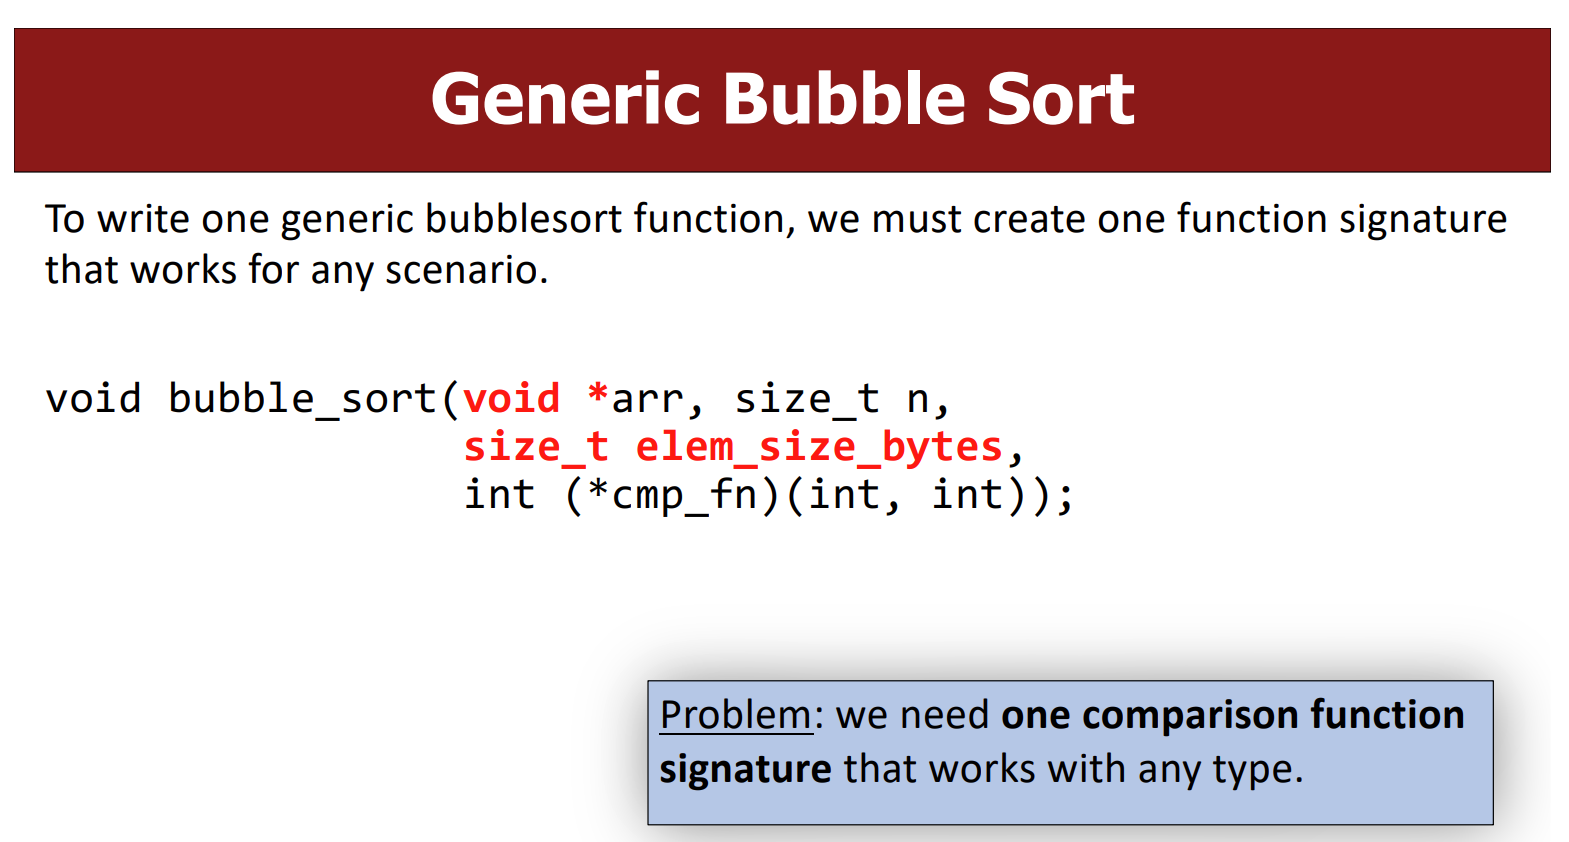 Generic Bubble Sort
To write one generic bubblesort function, we must create one function signature
that works for any scenario.
void bubble_sort(void *arr, size_t n,
size_t elem_size_bytes,
int (*cmp_fn)(int, int));
Problem: we need one comparison function
signature that works with any type.